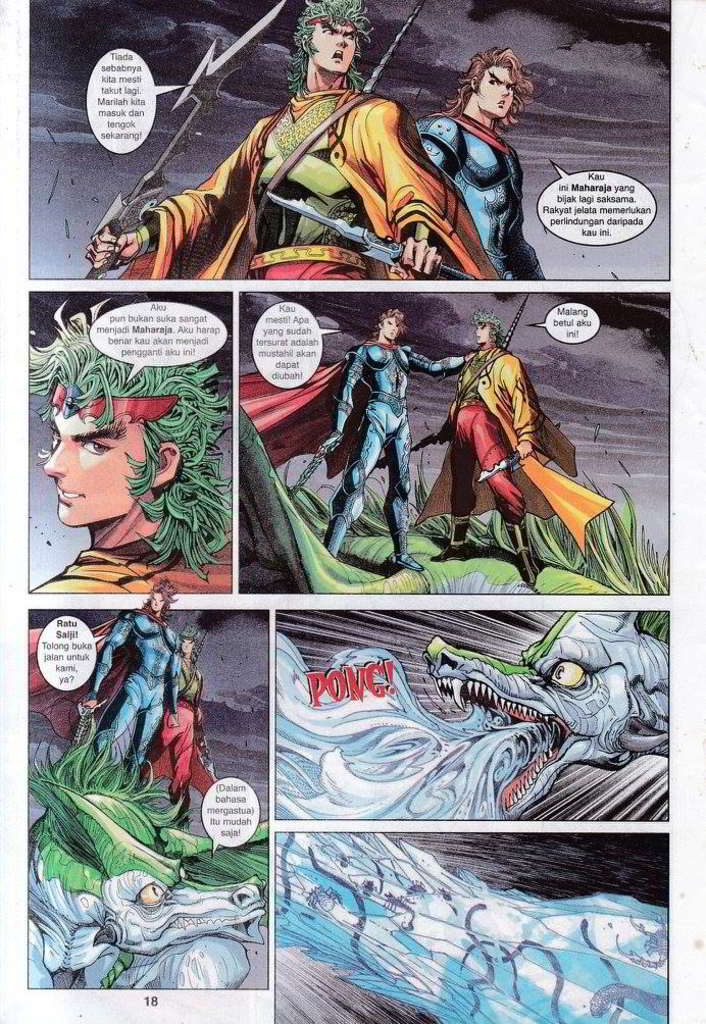 Tiada
sebabnya
kita mesti
takut lagi.
Marilah kita
masuk dan
tengok
sekarang!
Kau
ini Maharaja yang
bijak lagi saksama.
Rakyat jelata memerlukan
perlindungan daripada
kau ini.
Aku
pun bukan suka sangat
menjadi Maharaja. Aku harap
benar kau akan menjadi
pengganti aku ini!
Kau
mesti! Apa
yang sudah
tersurat adalah
mustahil akan
dapat
diubah!
Malang
betul aku
ini!
Ratu
Salji!
Tolong buka
jalan untuk
kami,
ya?
(Dalam
bahasa
mergastua)
Itu mudah
saja!
PONG!
18